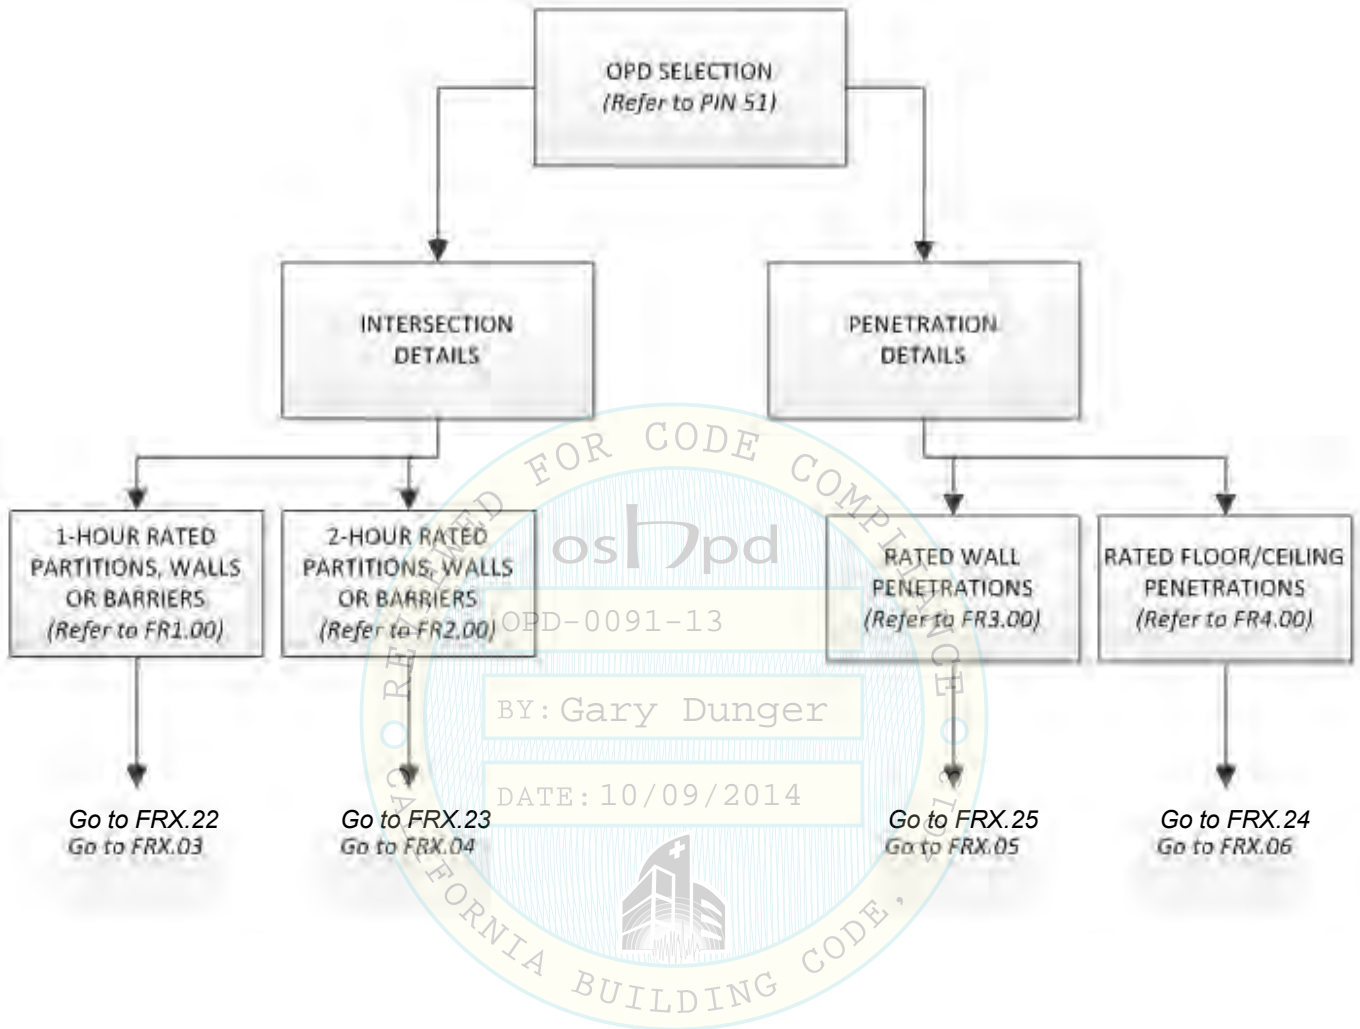 OPD SELECTION
(Refer to PIN 51)
INTERSECTION
DETAILS
PENETRATION
DETAILS
1-HOUR RATED
PARTITIONS, WALLS
OR BARRIERS
(Refer to FR1.00)
2-HOUR RATED
PARTITIONS, WALLS
OR BARRIERS
(Refer to FR2.00)
RATED WALL
PENETRATIONS
(Refer to FR3.00)
RATED FLOOR/CEILING
PENETRATIONS
(Refer to FR4.00)
Go to FRX.22
Go to FRX.03
Go to FRX.23
Go to FRX.04
Go to FRX.25
Go to FRX.05
Go to FRX.24
Go to FRX.06
REVIEWED FOR CODE COMPLIANCE
oshpd
OPD-0091-13
BY: Gary Dunger
DATE: 10/09/2014
CALIFORNIA BUILDING CODE, 2013